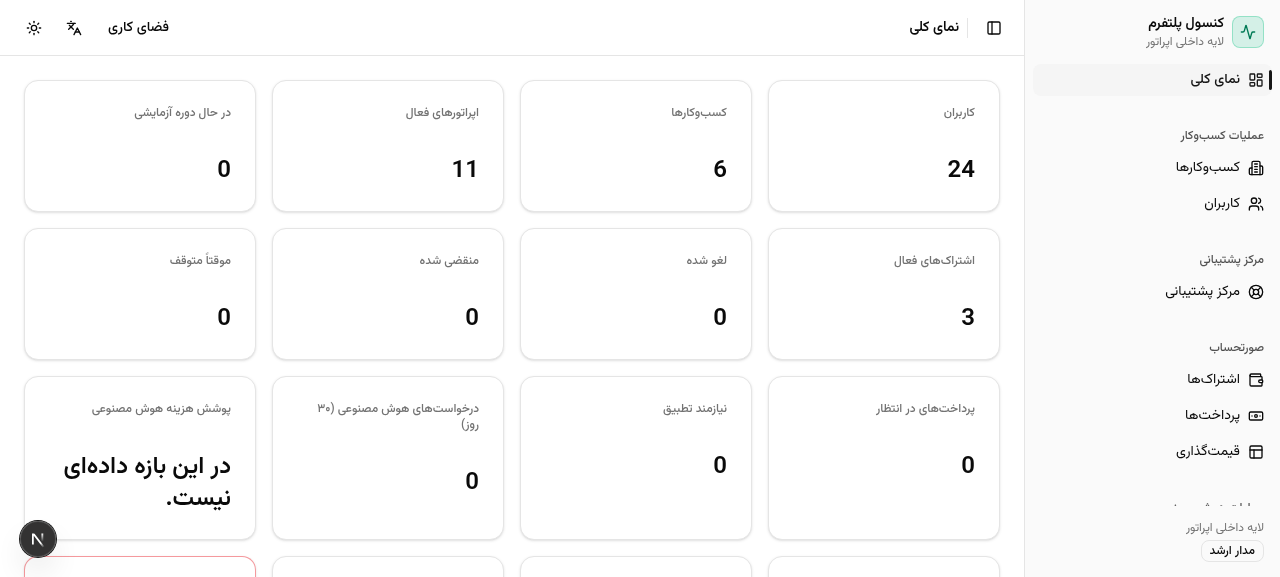 کنسول پلتفرم
لایه داخلی اپراتور
نمای کلی
عملیات کسب‌وکار
کسب‌وکارها
کاربران
مرکز پشتیبانی
مرکز پشتیبانی
صورتحساب
اشتراک‌ها
پرداخت‌ها
قیمت‌گذاری
لایه داخلی اپراتور
مدار ارشد
نمای کلی
فضای کاری
کاربران
24
کسب‌وکارها
6
اپراتورهای فعال
11
در حال دوره آزمایشی
0
اشتراک‌های فعال
3
لغو شده
0
منقضی شده
0
موقتاً متوقف
0
پرداخت‌های در انتظار
0
نیازمند تطبیق
0
درخواست‌های هوش مصنوعی (۳۰
روز)
0
پوشش هزینه هوش مصنوعی
در این بازه داده‌ای
نیست.
N